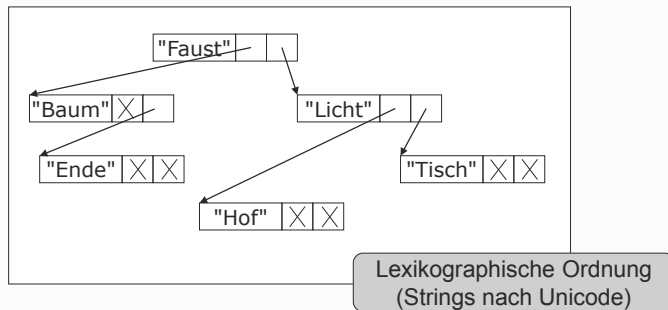 "Faust"
"Baum"
"Licht"
"Ende"
"Tisch"
"Hof"
Lexikographische Ordnung
(Strings nach Unicode)